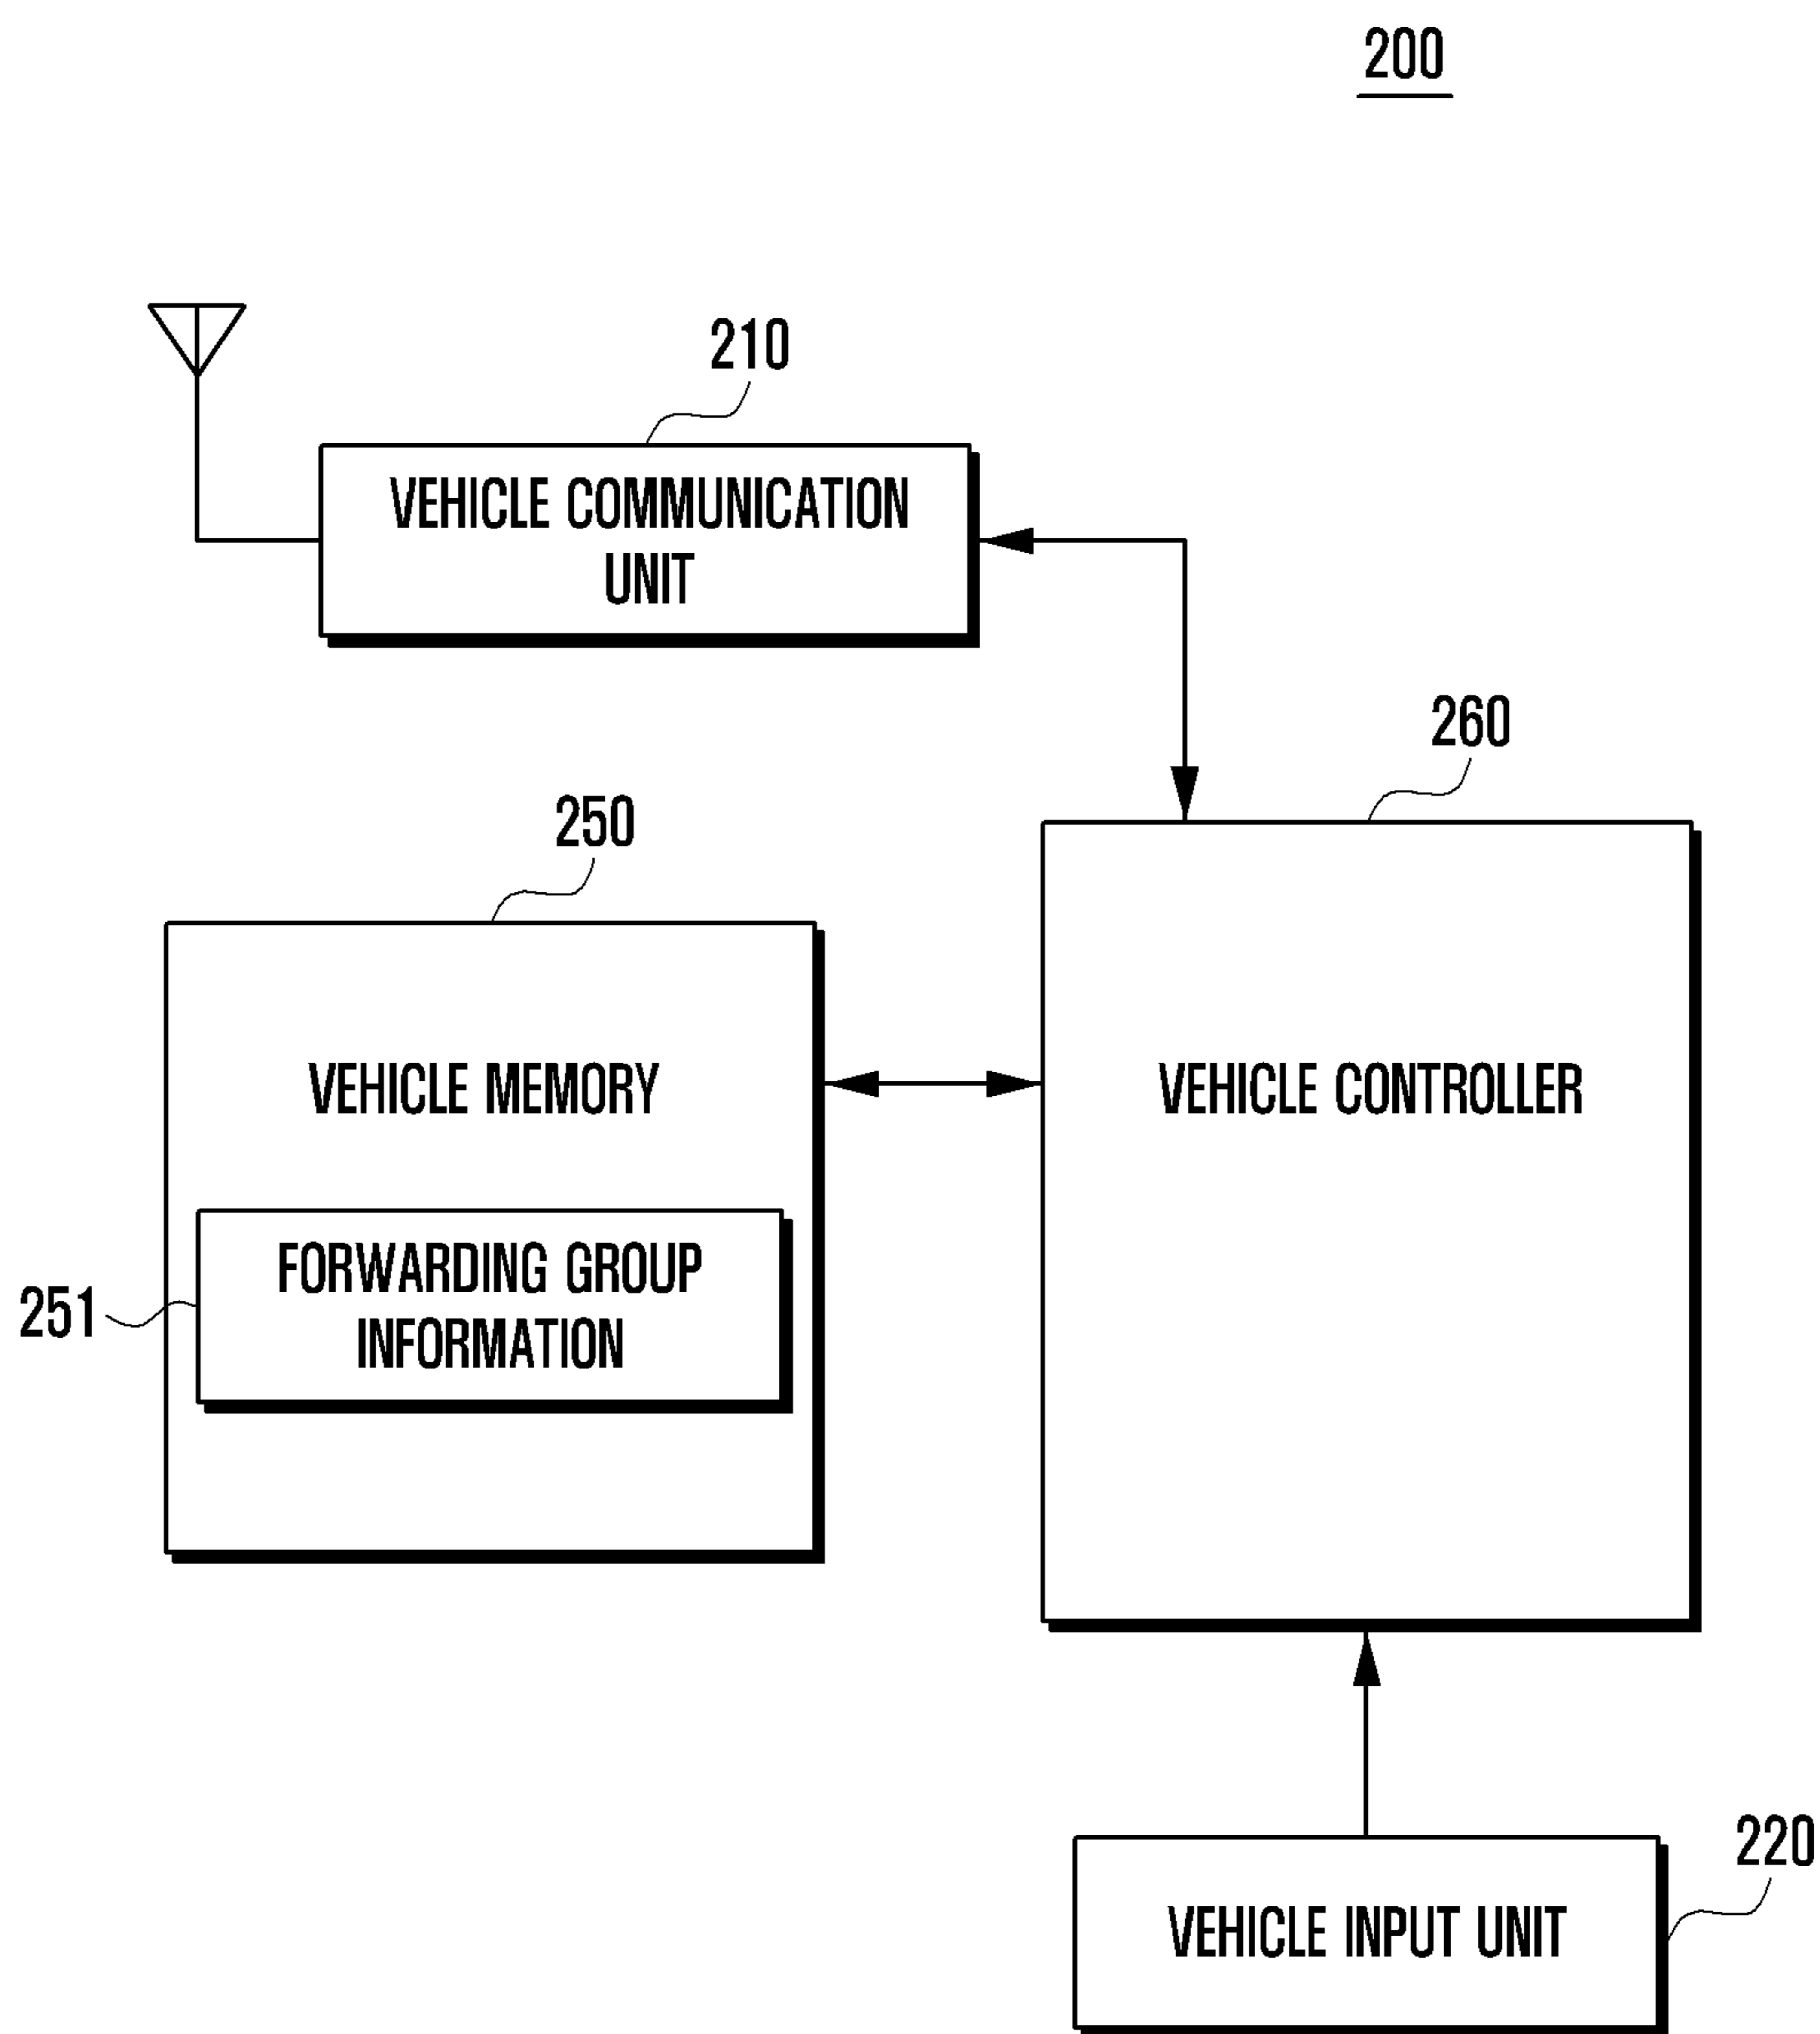 200
210
VEHICLE COMMUNICATION
UNIT
260
250
VEHICLE MEMORY
VEHICLE CONTROLLER
FORWARDING GROUP
INFORMATION
251
220
VEHICLE INPUT UNIT